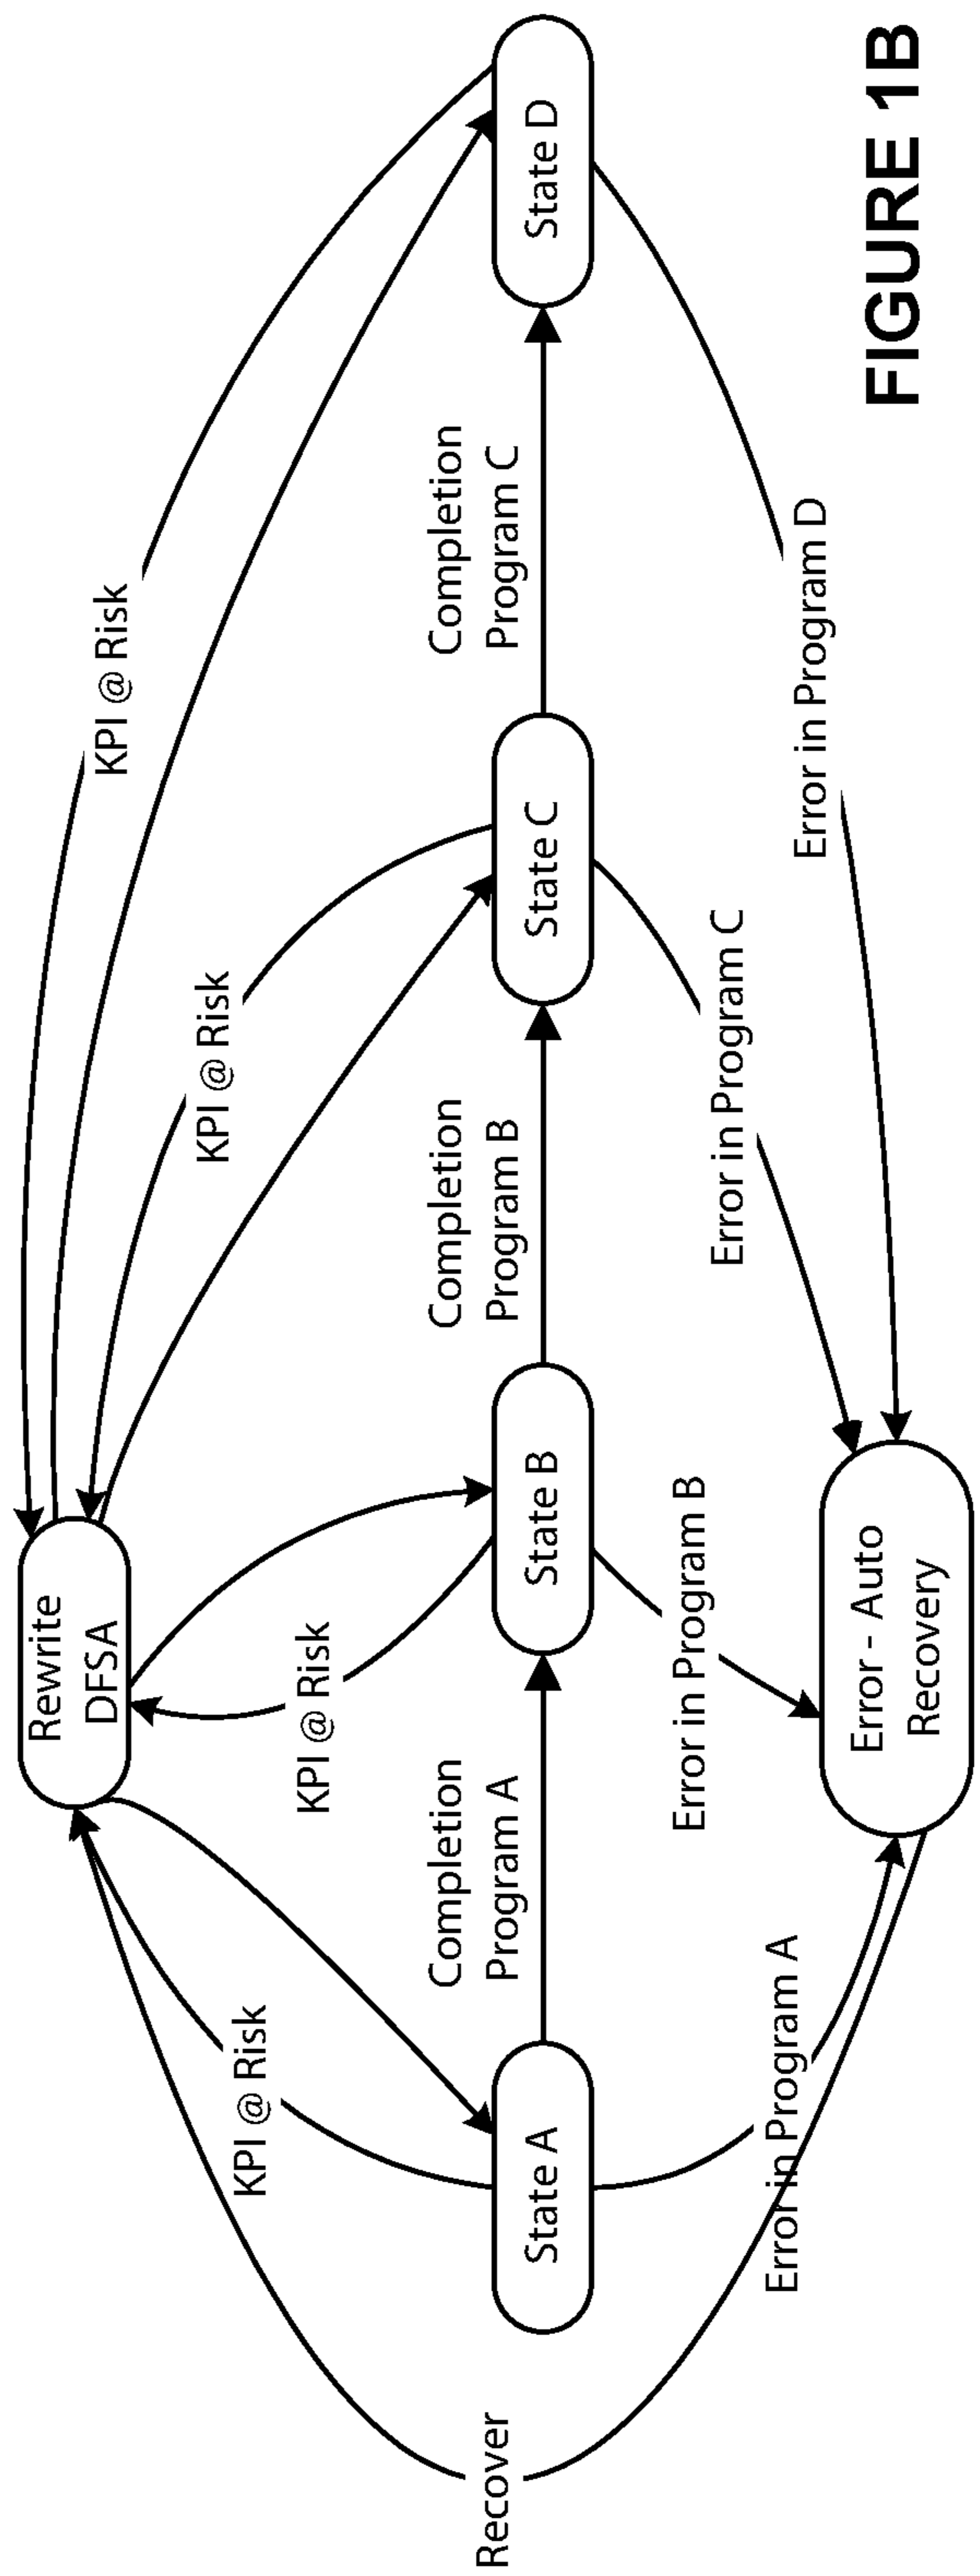 Rewrite
DFSA
KPI @ Risk
KPI @ Risk
KPI @ Risk
KPI @ Risk
Recover
Completion
Program A
Completion
Program B
Completion
Program C
State A
State B
State C
State D
Error in Program A
Error in Program B
Error in Program C
Error in Program D
Error - Auto
Recovery
FIGURE 1B